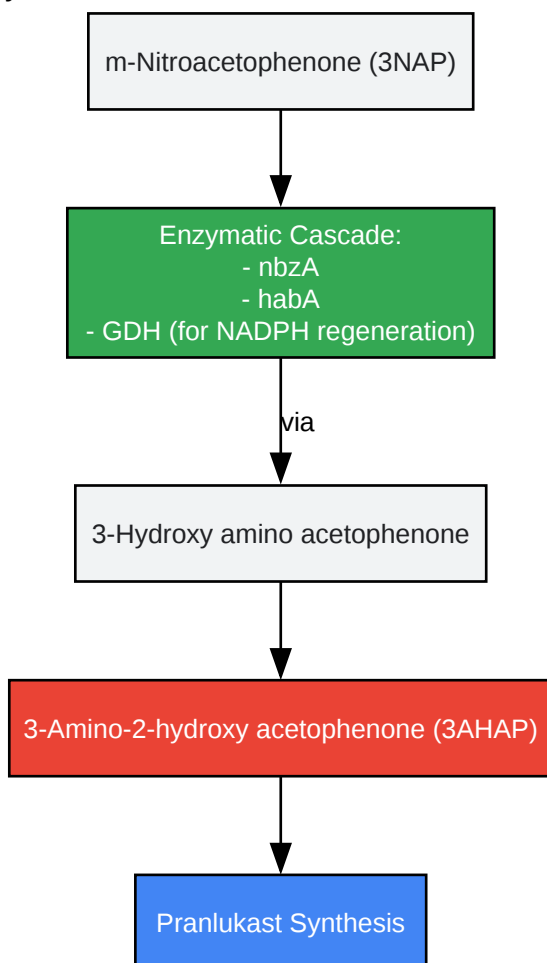 m-Nitroacetophenone (3NAP)
Enzymatic Cascade:
- nbzA
- habA
- GDH (for NADPH regeneration)
via
3-Hydroxy amino acetophenone
3-Amino-2-hydroxy acetophenone (3AHAP)
Pranlukast Synthesis